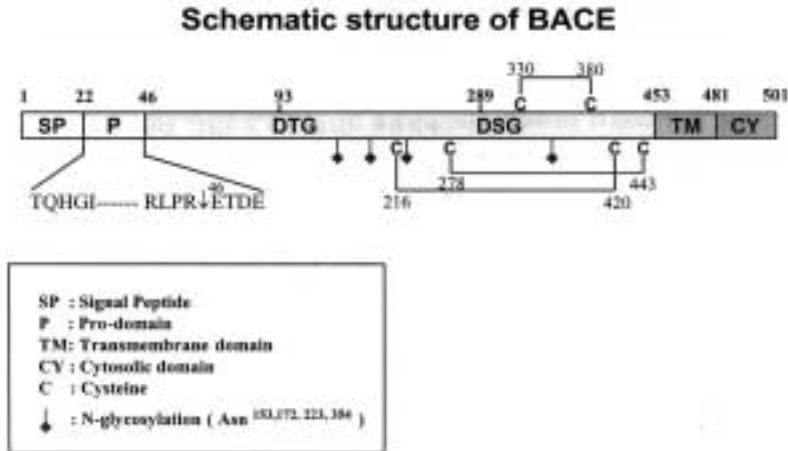 Schematic structure of BACE
330 380
1 22 46 93 289 453 481 501
C C
SP P DTG DSG TM CY
C C C C
278 443
216 420
46
TQHGI------ RLPR↓ETDE
SP : Signal Peptide
P : Pro-domain
TM: Transmembrane domain
CY : Cytosolic domain
C : Cysteine
: N-glycosylation ( Asn 153,172, 223, 354 )